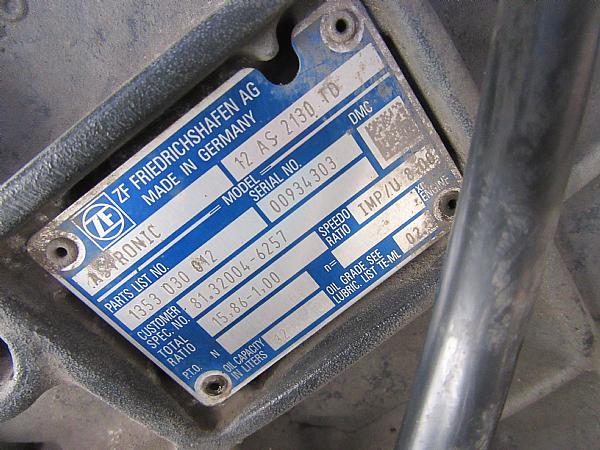 ZF FRIEDRICHSHAFEN AG
MADE IN GERMANY
ZF
ASTRONIC MODEL 12 AS 2130 TD
PARTS LIST NO. SERIAL NO. DMC
1353 030 012 00934303
CUSTOMER SPEC. NO. 81.32004-6257
SPEEDO RATIO IMP/U
TOTAL RATIO 15.86-1.00 n= ENGINE
P.T.O. N OIL CAPACITY IN LITERS 12 OIL GRADE SEE LUBRIC. LIST TE-ML 02